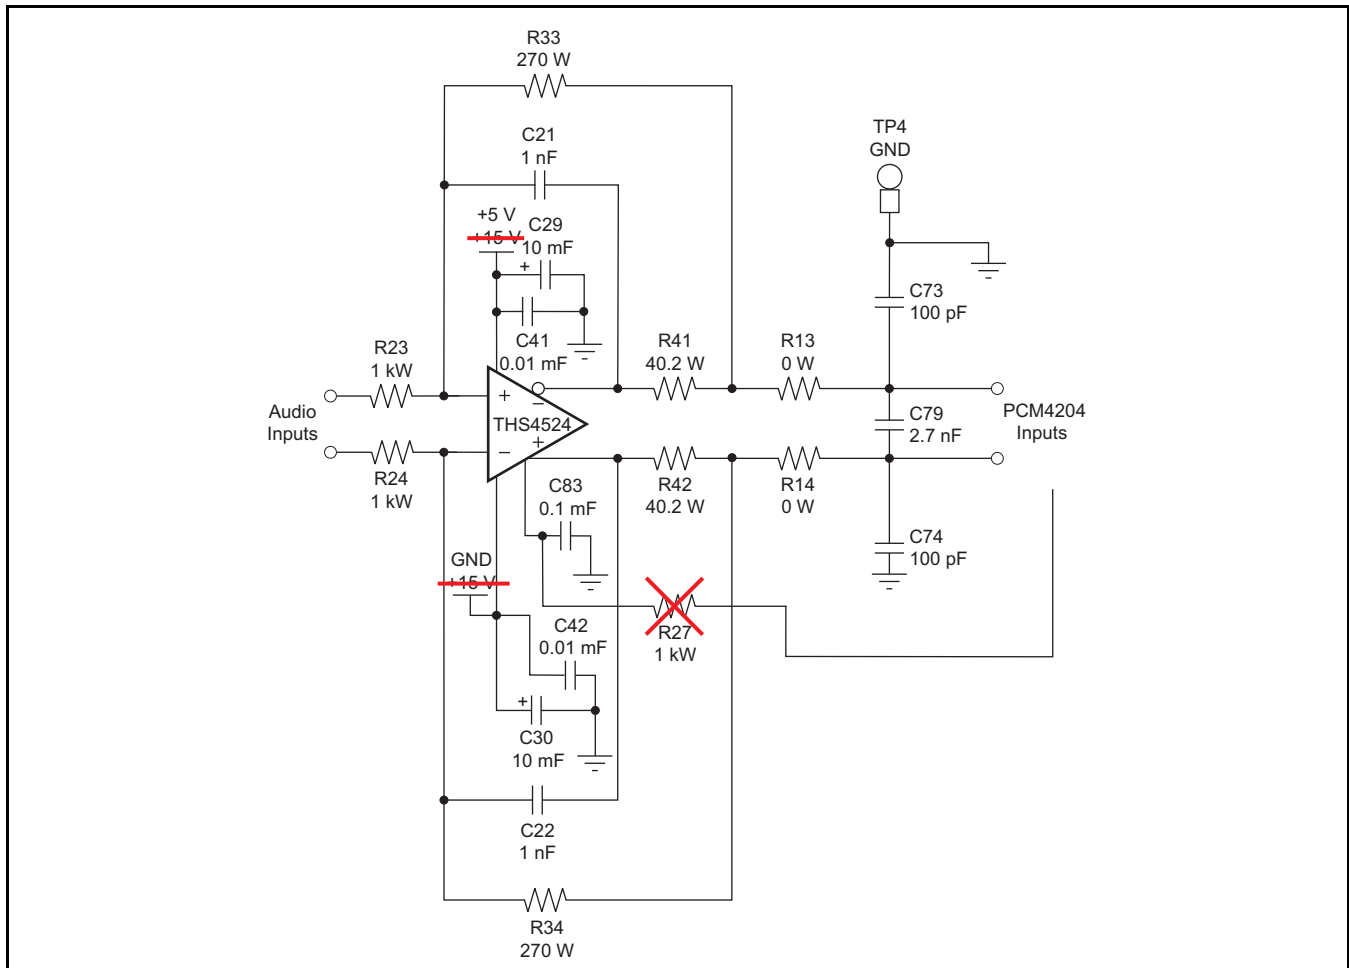 R33
270 W
C21
1 nF
TP4
GND
+5 V
+15 V
C29
10 mF
+
C73
100 pF
C41
0.01 mF
R41
40.2 W
R13
0 W
R23
1 kW
Audio
Inputs
+
−
THS4524
−
+
C79
2.7 nF
PCM4204
Inputs
R24
1 kW
C83
0.1 mF
R42
40.2 W
R14
0 W
C74
100 pF
GND
+15 V
C42
0.01 mF
R27
1 kW
+
C30
10 mF
C22
1 nF
R34
270 W